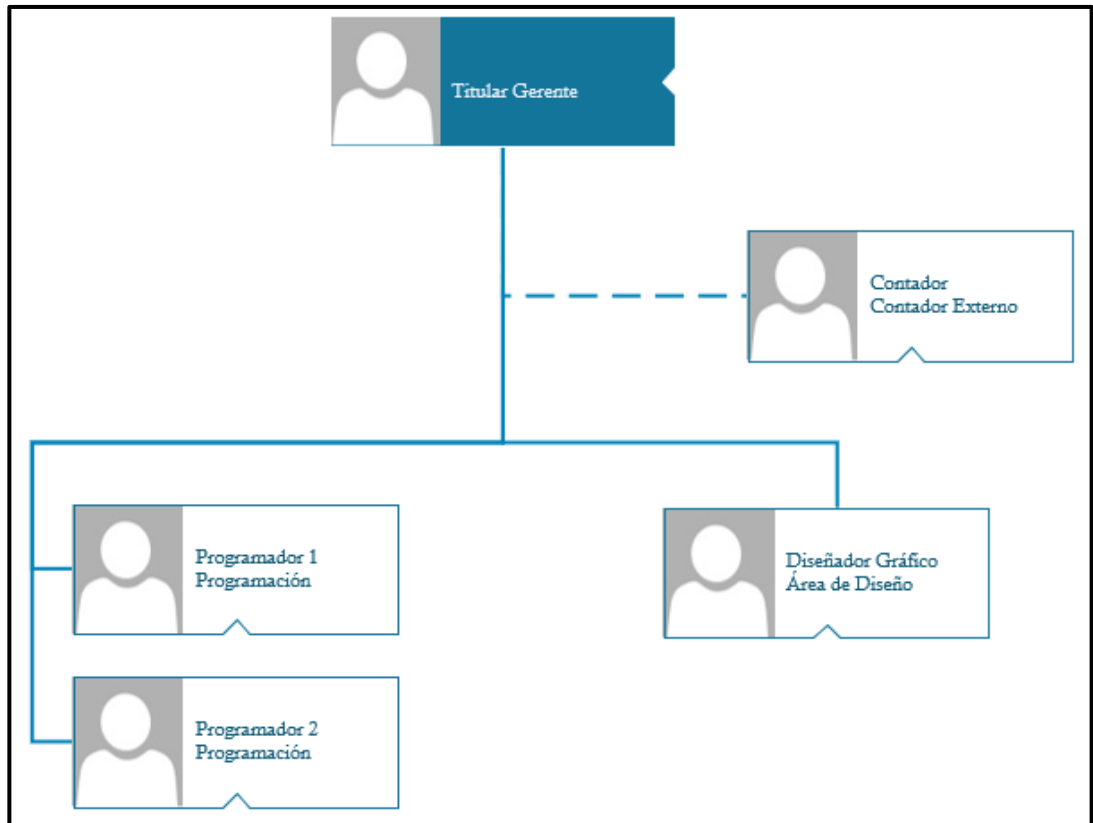 Titular Gerente
Contador
Contador Externo
Programador 1
Programación
Diseñador Gráfico
Área de Diseño
Programador 2
Programación